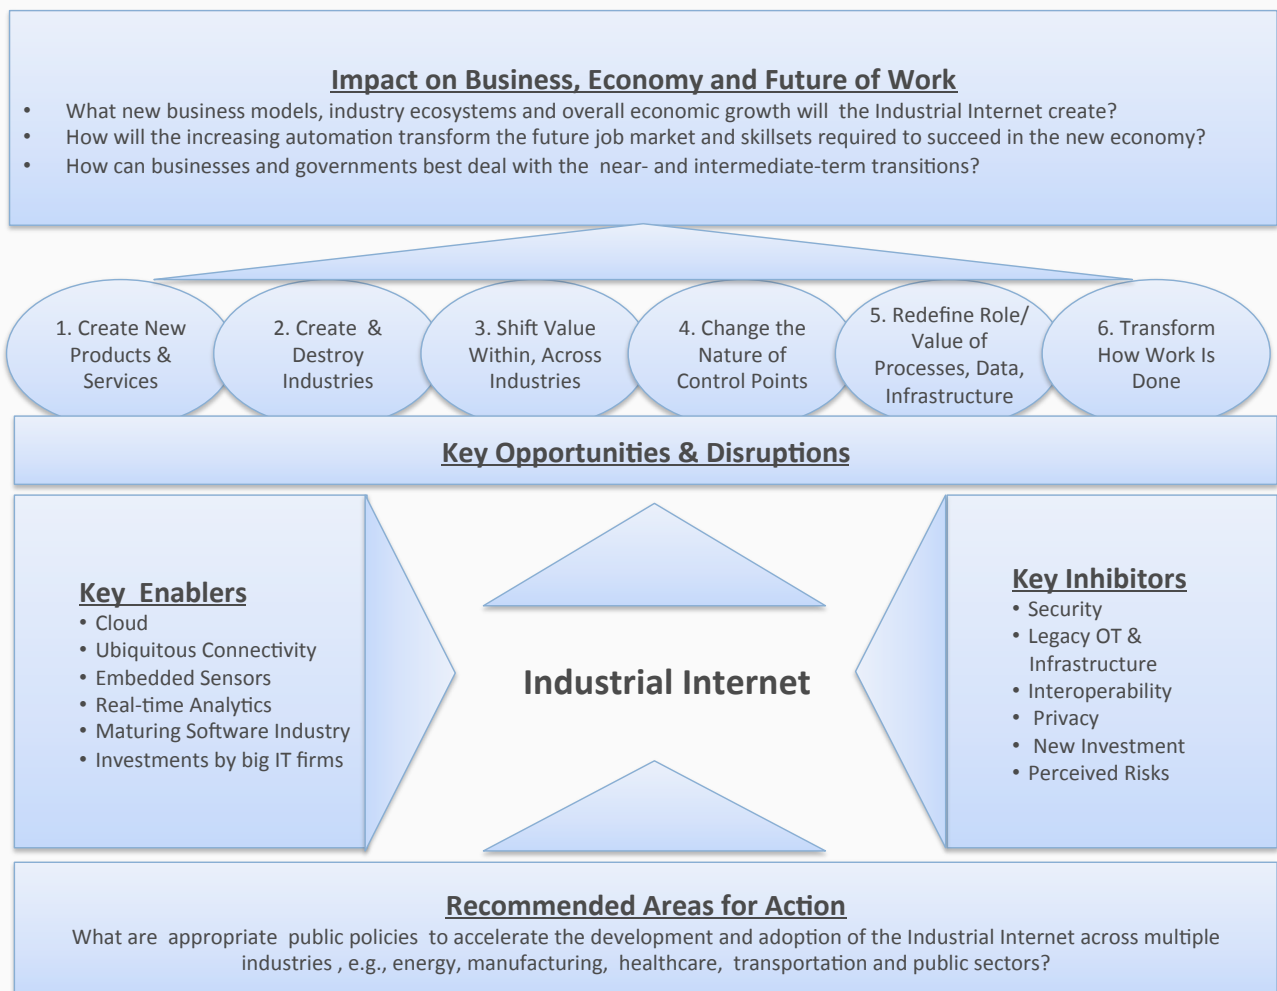 Impact on Business, Economy and Future of Work
• What new business models, industry ecosystems and overall economic growth will the Industrial Internet create?
• How will the increasing automation transform the future job market and skillsets required to succeed in the new economy?
• How can businesses and governments best deal with the near- and intermediate-term transitions?
1. Create New
Products &
Services
2. Create &
Destroy
Industries
3. Shift Value
Within, Across
Industries
4. Change the
Nature of
Control Points
5. Redefine Role/
Value of
Processes, Data,
Infrastructure
6. Transform
How Work Is
Done
Key Opportunities & Disruptions
Key Enablers
• Cloud
• Ubiquitous Connectivity
• Embedded Sensors
• Real-time Analytics
• Maturing Software Industry
• Investments by big IT firms
Industrial Internet
Key Inhibitors
• Security
• Legacy OT &
Infrastructure
• Interoperability
• Privacy
• New Investment
• Perceived Risks
Recommended Areas for Action
What are appropriate public policies to accelerate the development and adoption of the Industrial Internet across multiple
industries , e.g., energy, manufacturing, healthcare, transportation and public sectors?